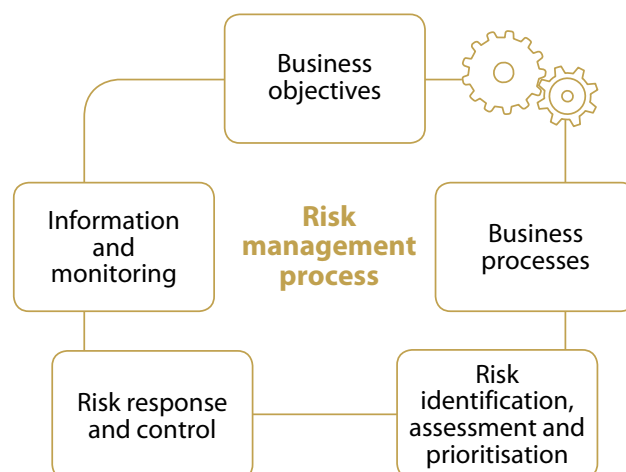 Business
objectives
Information
and
monitoring
Risk
management
process
Business
processes
Risk response
and control
Risk
identification,
assessment and
prioritisation